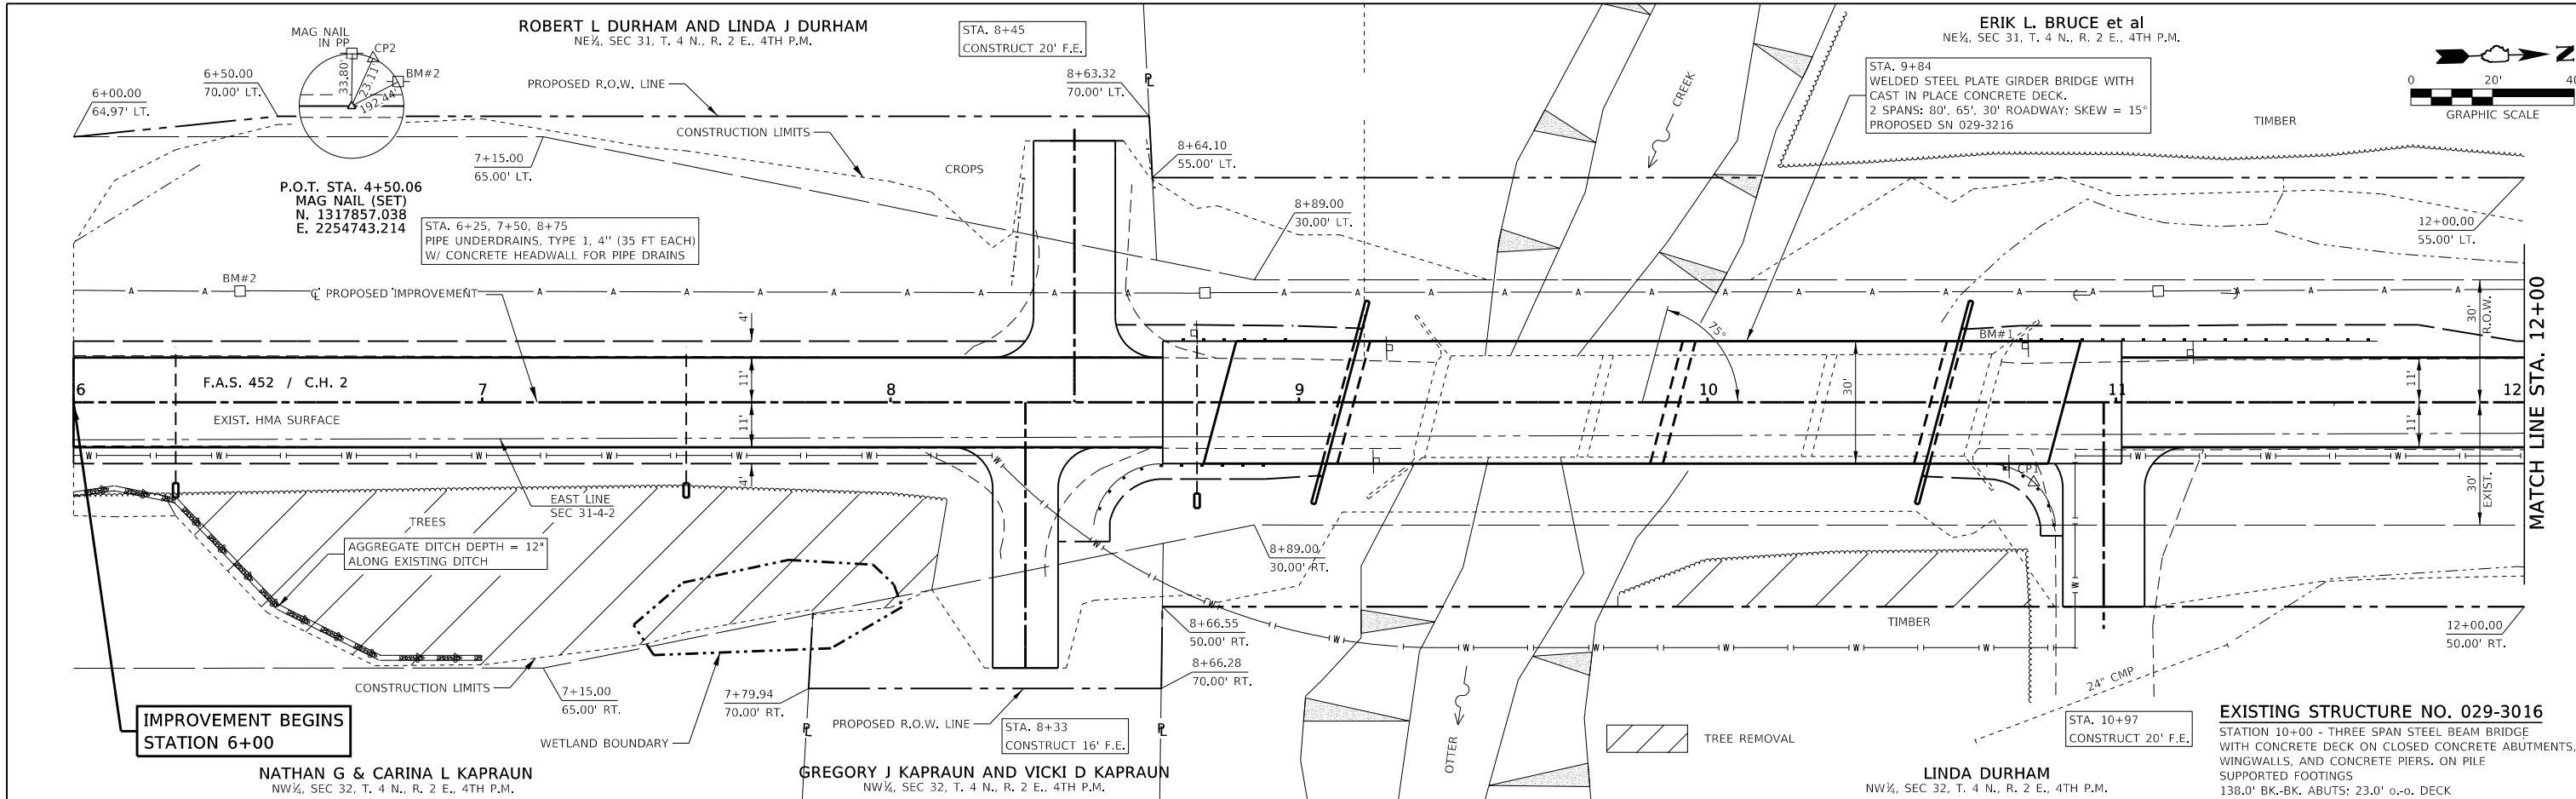 ROBERT L DURHAM AND LINDA J DURHAM
NE¼, SEC 31, T. 4 N., R. 2 E., 4TH P.M.
STA. 8+45
CONSTRUCT 20' F.E.
ERIK L. BRUCE et al
NE¼, SEC 31, T. 4 N., R. 2 E., 4TH P.M.
MAG NAIL
IN PP
CP2
BM#2
33.80'
23.11'
192.44'
6+50.00
70.00' LT.
6+00.00
64.97' LT.
PROPOSED R.O.W. LINE
8+63.32
70.00' LT.
CREEK
STA. 9+84
WELDED STEEL PLATE GIRDER BRIDGE WITH
CAST IN PLACE CONCRETE DECK.
2 SPANS: 80', 65', 30' ROADWAY; SKEW = 15°
PROPOSED SN 029-3216
N
0 20' 40
GRAPHIC SCALE
TIMBER
CONSTRUCTION LIMITS
7+15.00
65.00' LT.
CROPS
8+64.10
55.00' LT.
P.O.T. STA. 4+50.06
MAG NAIL (SET)
N. 1317857.038
E. 2254743.214
STA. 6+25, 7+50, 8+75
PIPE UNDERDRAINS, TYPE 1, 4" (35 FT EACH)
W/ CONCRETE HEADWALL FOR PIPE DRAINS
8+89.00
30.00' LT.
12+00.00
55.00' LT.
BM#2
A A A A A A A A A A A A A A A A A A A A A A A A A A A A A A
℄ PROPOSED IMPROVEMENT
4'
75°
BM#1
30'
R.O.W.
F.A.S. 452 / C.H. 2
11'
30'
11'
6 7 8 9 10 11 12
EXIST. HMA SURFACE
11'
11'
MATCH LINE STA. 12+00
W W W W W W W W W W W
4'
CP1
30'
EXIST.
EAST LINE
SEC 31-4-2
TREES
AGGREGATE DITCH DEPTH = 12"
ALONG EXISTING DITCH
W
8+89.00
30.00' RT.
W
W
8+66.55
50.00' RT.
W W W W W W
TIMBER
12+00.00
50.00' RT.
8+66.28
70.00' RT.
CONSTRUCTION LIMITS
7+15.00
65.00' RT.
7+79.94
70.00' RT.
24" CMP
IMPROVEMENT BEGINS
STATION 6+00
WETLAND BOUNDARY
PROPOSED R.O.W. LINE
STA. 8+33
CONSTRUCT 16' F.E.
OTTER
TREE REMOVAL
STA. 10+97
CONSTRUCT 20' F.E.
EXISTING STRUCTURE NO. 029-3016
STATION 10+00 - THREE SPAN STEEL BEAM BRIDGE
WITH CONCRETE DECK ON CLOSED CONCRETE ABUTMENTS,
WINGWALLS, AND CONCRETE PIERS. ON PILE
SUPPORTED FOOTINGS
138.0' BK.-BK. ABUTS; 23.0' o.-o. DECK
NATHAN G & CARINA L KAPRAUN
NW¼, SEC 32, T. 4 N., R. 2 E., 4TH P.M.
GREGORY J KAPRAUN AND VICKI D KAPRAUN
NW¼, SEC 32, T. 4 N., R. 2 E., 4TH P.M.
LINDA DURHAM
NW¼, SEC 32, T. 4 N., R. 2 E., 4TH P.M.